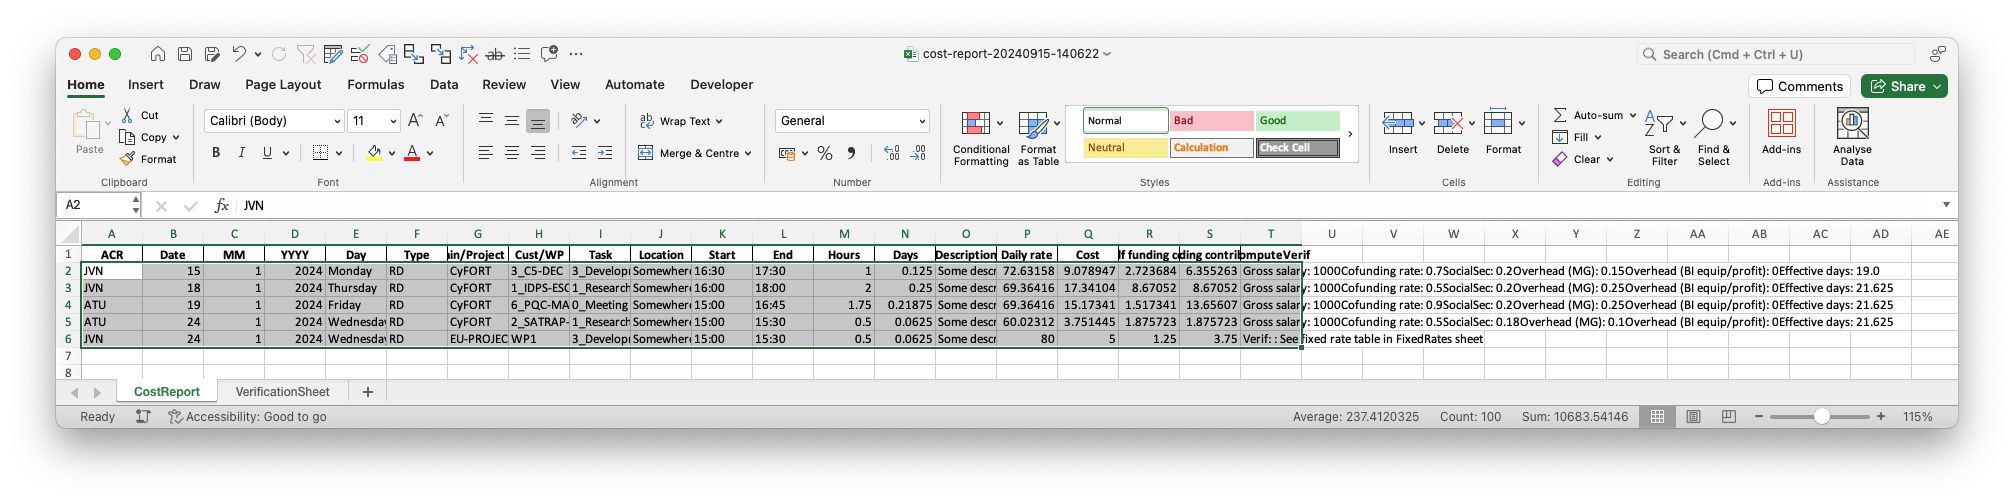 cost-report-20240915-140622
Search (Cmd + Ctrl + U)
Home Insert Draw Page Layout Formulas Data Review View Automate Developer
Comments Share
Paste Cut Copy Format
Clipboard
Calibri (Body) 11
B I U
Font
Wrap Text
Merge & Centre
Alignment
General
Number
Conditional Formatting
Format as Table
Normal Bad Good
Neutral Calculation Check Cell
Styles
Insert Delete Format
Cells
Auto-sum
Fill
Clear
Sort & Filter
Find & Select
Editing
Add-ins
Add-ins
Analyse Data
Assistance
A2 fx JVN
A B C D E F G H I J K L M N O P Q R S T U V W X Y Z AA AB AC AD AE
1 ACR Date MM YYYY Day Type in/Project Cust/WP Task Location Start End Hours Days Description Daily rate Cost lf funding co ding contri omputeVerif
2 JVN 15 1 2024 Monday RD CyFORT 3_C5-DEC 3_Develop Somewher 16:30 17:30 1 0.125 Some descr 72.63158 9.078947 2.723684 6.355263 Gross salary: 1000Cofunding rate: 0.7SocialSec: 0.2Overhead (MG): 0.15Overhead (BI equip/profit): 0Effective days: 19.0
3 JVN 18 1 2024 Thursday RD CyFORT 1_IDPS-ESC 1_Research Somewher 16:00 18:00 2 0.25 Some descr 69.36416 17.34104 8.67052 8.67052 Gross salary: 1000Cofunding rate: 0.5SocialSec: 0.2Overhead (MG): 0.25Overhead (BI equip/profit): 0Effective days: 21.625
4 ATU 19 1 2024 Friday RD CyFORT 6_PQC-MA 0_Meeting Somewher 15:00 16:45 1.75 0.21875 Some descr 69.36416 15.17341 1.517341 13.65607 Gross salary: 1000Cofunding rate: 0.9SocialSec: 0.2Overhead (MG): 0.25Overhead (BI equip/profit): 0Effective days: 21.625
5 ATU 24 1 2024 Wednesday RD CyFORT 2_SATRAP- 1_Research Somewher 15:00 15:30 0.5 0.0625 Some descr 60.02312 3.751445 1.875723 1.875723 Gross salary: 1000Cofunding rate: 0.5SocialSec: 0.18Overhead (MG): 0.1Overhead (BI equip/profit): 0Effective days: 21.625
6 JVN 24 1 2024 Wednesday RD EU-PROJEC WP1 3_Develop Somewher 15:00 15:30 0.5 0.0625 Some descr 80 5 1.25 3.75 Verif: : See fixed rate table in FixedRates sheet
7
8
CostReport VerificationSheet +
Ready Accessibility: Good to go Average: 237.4120325 Count: 100 Sum: 10683.54146 115%